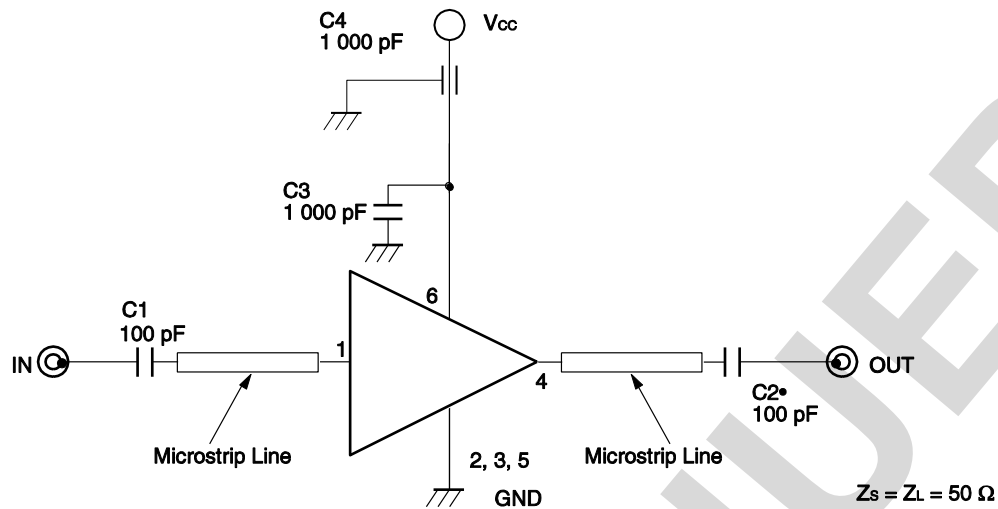 C4
1 000 pF
Vcc
C3
1 000 pF
6
C1
100 pF
IN
1
4
OUT
C2•
100 pF
Microstrip Line
Microstrip Line
2, 3, 5
GND
Zs = ZL = 50 Ω